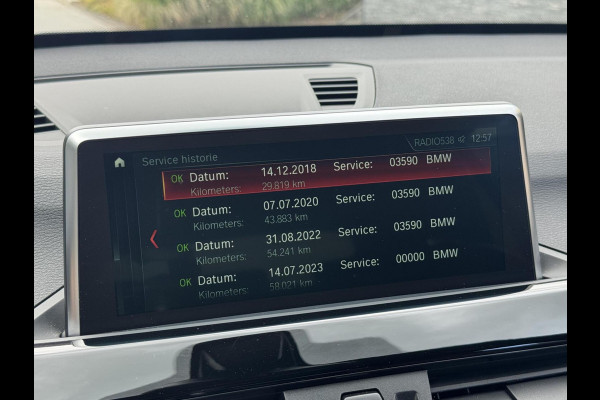 RADIO538 12:57
Service historie
OK Datum: 14.12.2018 Service: 03590 BMW
Kilometers: 29.819 km
OK Datum: 07.07.2020 Service: 03590 BMW
Kilometers: 43.883 km
OK Datum: 31.08.2022 Service: 03590 BMW
Kilometers: 54.241 km
OK Datum: 14.07.2023 Service: 00000 BMW
Kilometers: 58.021 km